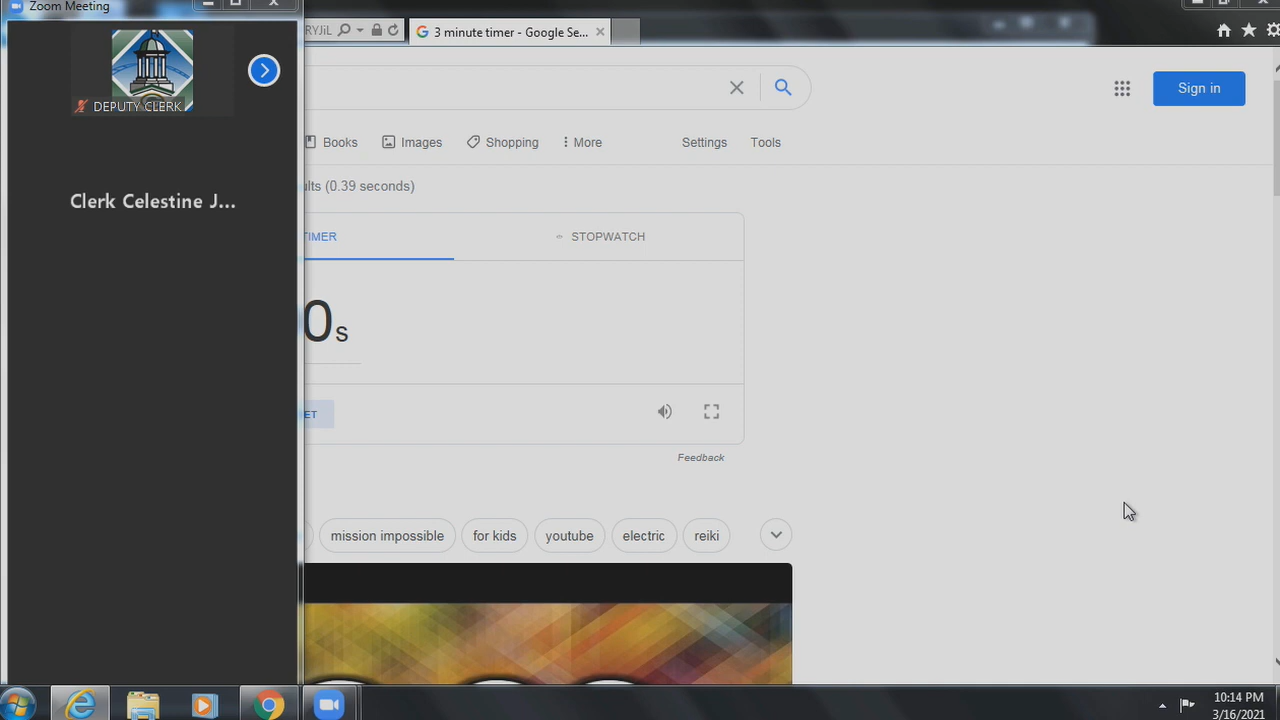 Zoom Meeting
DEPUTY CLERK
Clerk Celestine J...
RYJiL
3 minute timer - Google Se...
Sign in
Books
Images
Shopping
More
Settings
Tools
ults (0.39 seconds)
TIMER
STOPWATCH
0s
ET
Feedback
mission impossible
for kids
youtube
electric
reiki
10:14 PM
3/16/2021